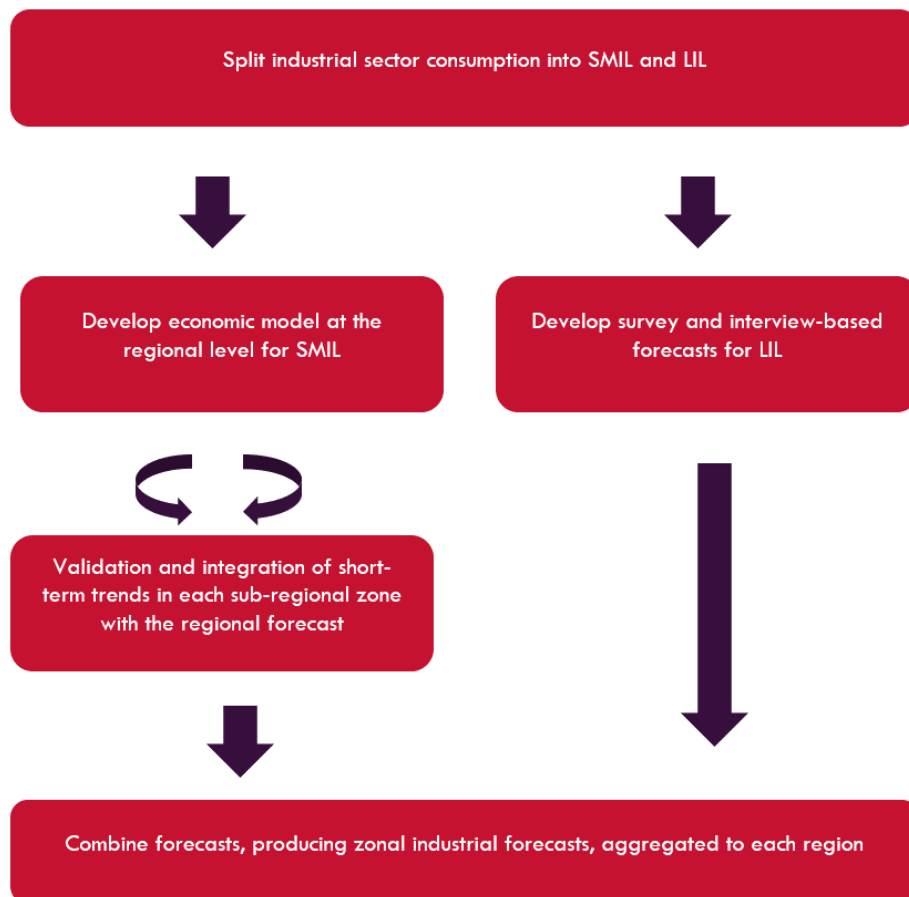 Split industrial sector consumption into SMIL and LIL
Develop economic model at the
regional level for SMIL
Develop survey and interview-based
forecasts for LIL
Validation and integration of short-
term trends in each sub-regional zone
with the regional forecast
Combine forecasts, producing zonal industrial forecasts, aggregated to each region